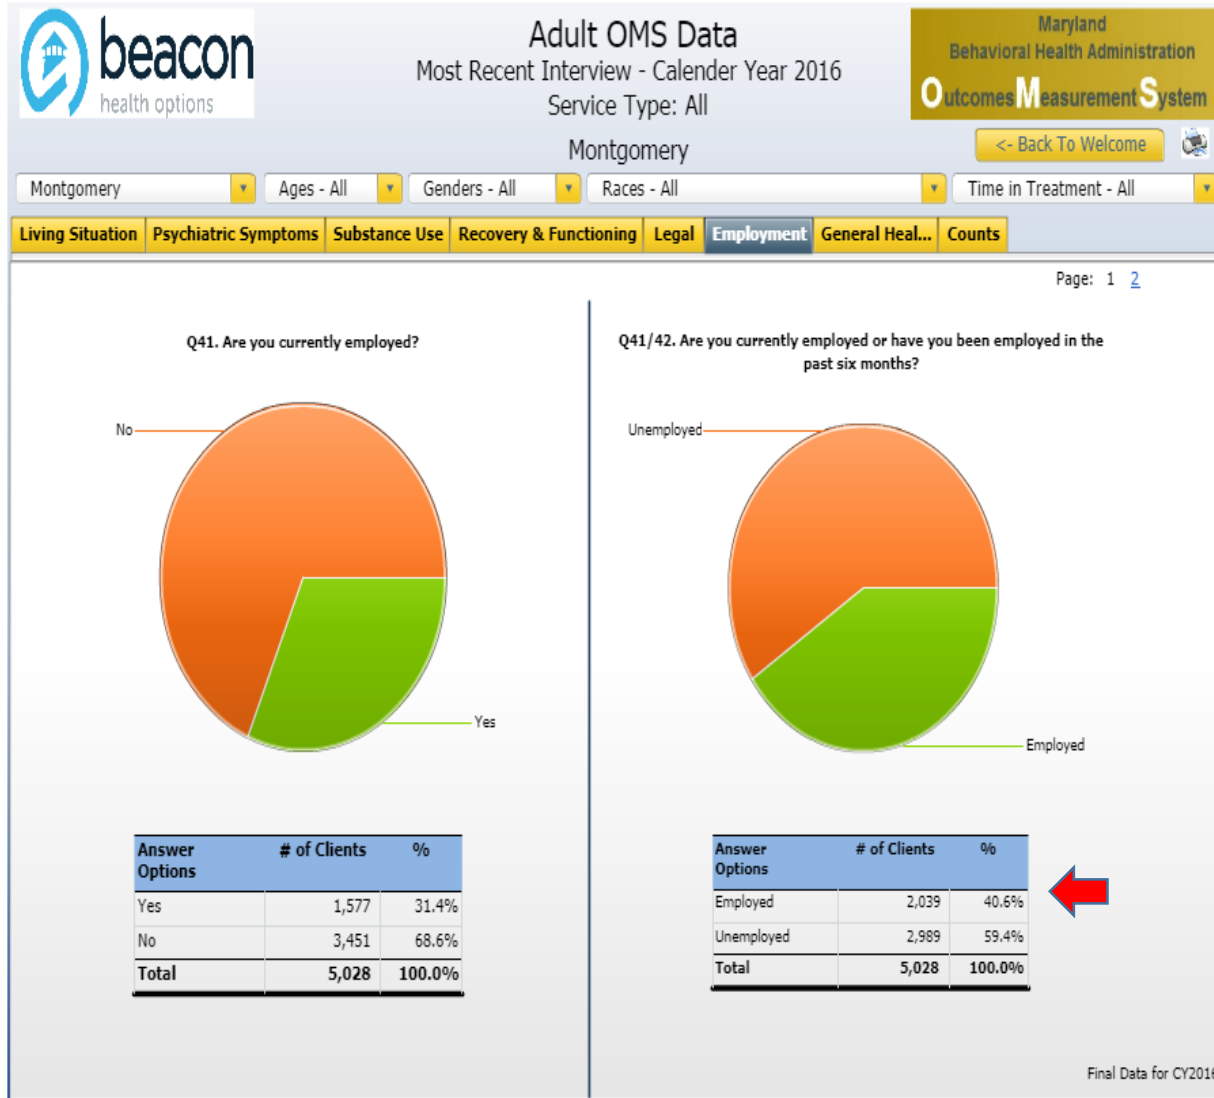 beacon
health options
Adult OMS Data
Most Recent Interview - Calender Year 2016
Service Type: All
Montgomery
Maryland
Behavioral Health Administration
Outcomes Measurement System
<- Back To Welcome
Montgomery
Ages - All
Genders - All
Races - All
Time in Treatment - All
Living Situation
Psychiatric Symptoms
Substance Use
Recovery & Functioning
Legal
Employment
General Heal...
Counts
Page: 1 2
Q41. Are you currently employed?
No
Yes
Answer Options # of Clients %
Yes 1,577 31.4%
No 3,451 68.6%
Total 5,028 100.0%
Q41/42. Are you currently employed or have you been employed in the
past six months?
Unemployed
Employed
Answer Options # of Clients %
Employed 2,039 40.6%
Unemployed 2,989 59.4%
Total 5,028 100.0%
Final Data for CY2016